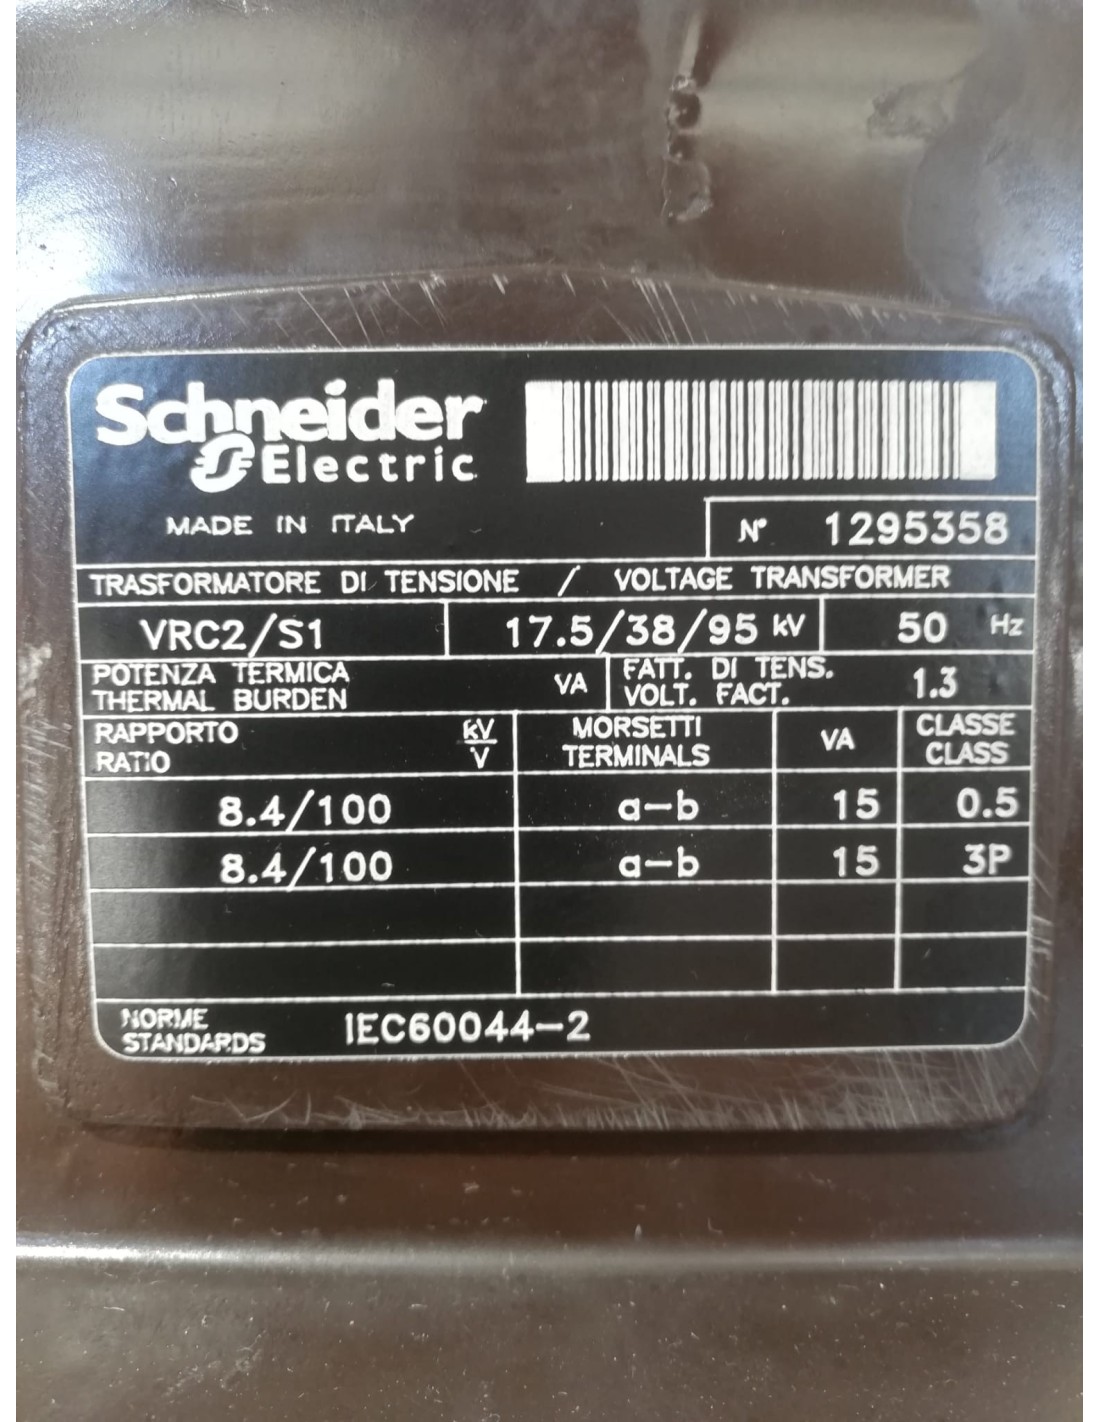 Schneider
Electric
MADE IN ITALY
N° 1295358
TRASFORMATORE DI TENSIONE / VOLTAGE TRANSFORMER
VRC2/S1 17.5/38/95 kV 50 Hz
POTENZA TERMICA
THERMAL BURDEN
VA
FATT. DI TENS.
VOLT. FACT.
1.3
RAPPORTO
RATIO
kV
V
MORSETTI
TERMINALS
VA
CLASSE
CLASS
8.4/100 a-b 15 0.5
8.4/100 a-b 15 3P
NORME
STANDARDS
IEC60044-2